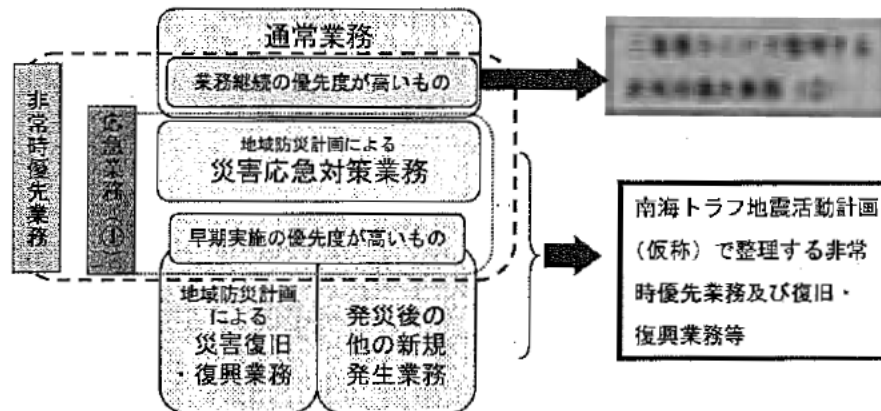 通常業務
業務継続の優先度が高いもの
非常時優先業務
応急業務
①
地域防災計画による
災害応急対策業務
早期実施の優先度が高いもの
地域防災計画
による
災害復旧
・復興業務
発災後の
他の新規
発生業務
南海トラフ地震活動計画
(仮称)で整理する非常
時優先業務及び復旧・
復興業務等